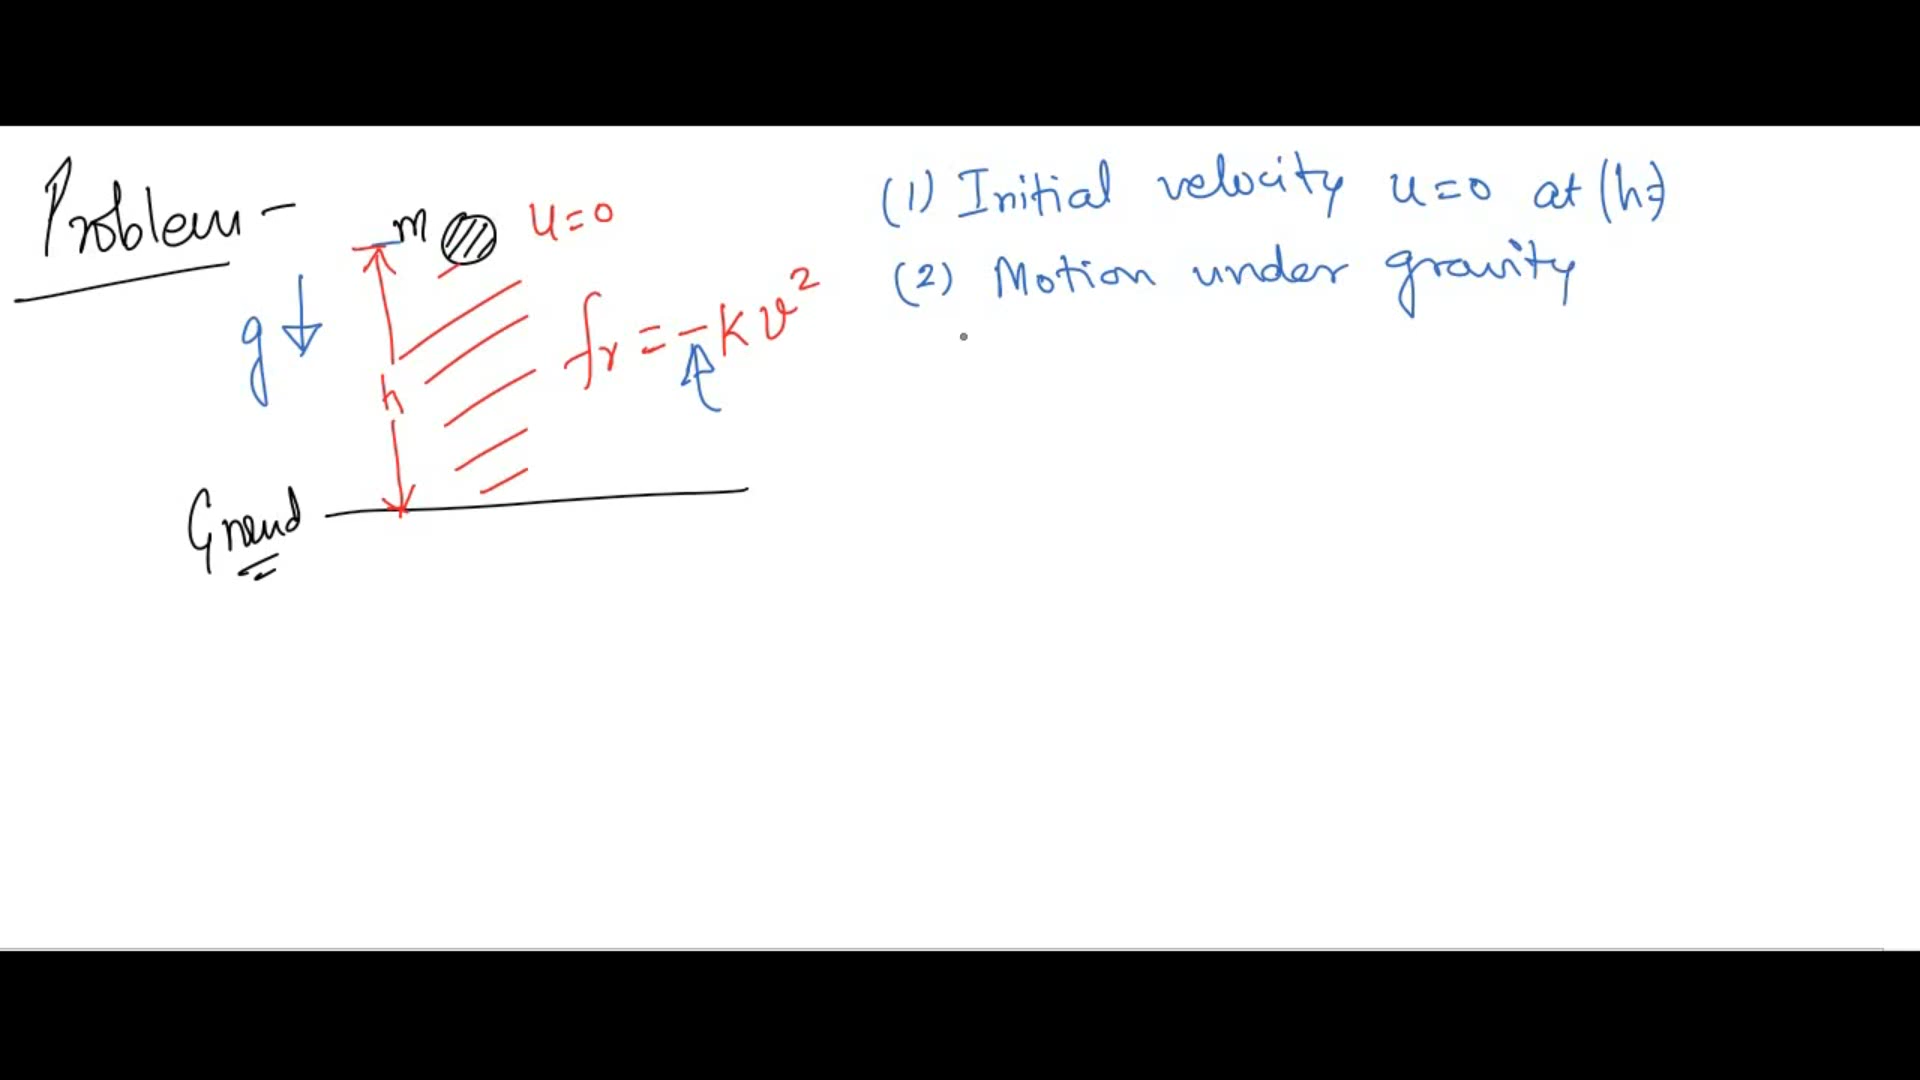 Problem -
m u=0
g
h
fr = -kv²
Ground
(1) Initial velocity u=0 at (h=
(2) Motion under gravity